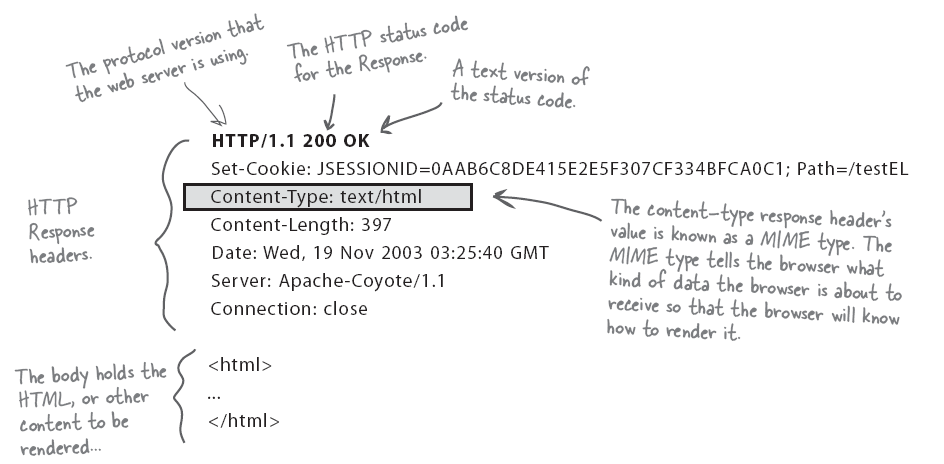 The protocol version that
the web server is using.
The HTTP status code
for the Response.
A text version of
the status code.
HTTP/1.1 200 OK
Set-Cookie: JSESSIONID=0AAB6C8DE415E2E5F307CF334BFCA0C1; Path=/testEL
Content-Type: text/html
Content-Length: 397
Date: Wed, 19 Nov 2003 03:25:40 GMT
Server: Apache-Coyote/1.1
Connection: close
HTTP
Response
headers.
The content-type response header's
value is known as a MIME type. The
MIME type tells the browser what
kind of data the browser is about to
receive so that the browser will know
how to render it.
The body holds the
HTML, or other
content to be
rendered...
<html>
...
</html>